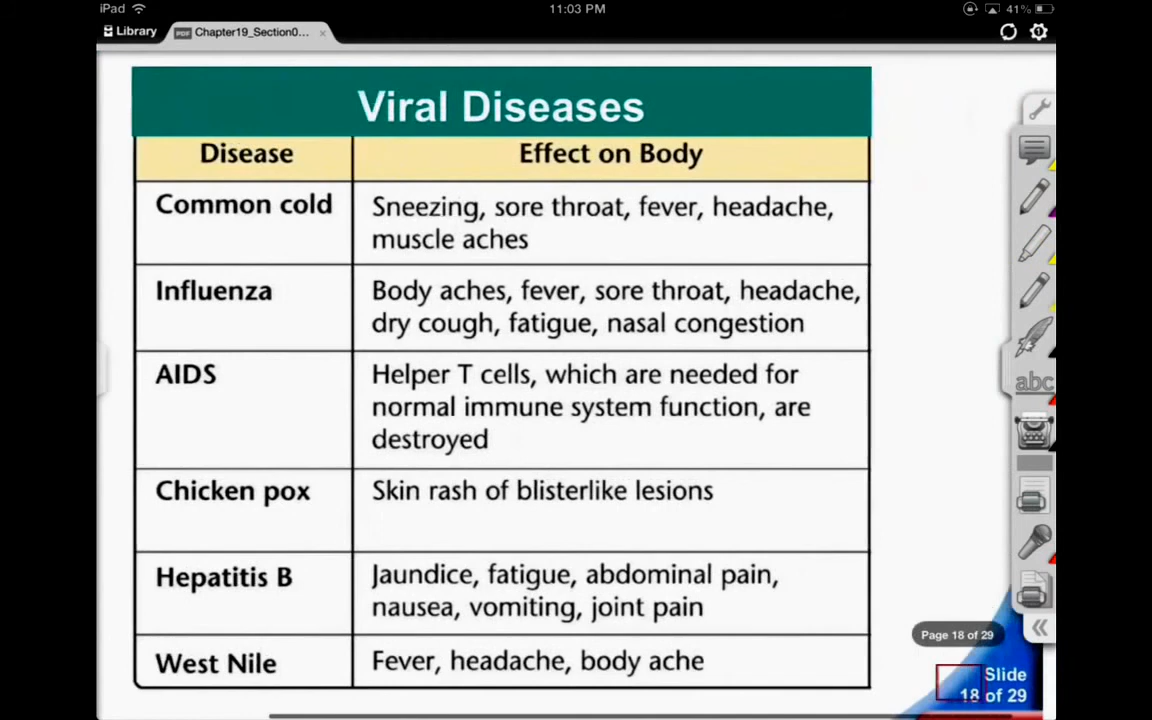 iPad 11:03 PM 41%
Library Chapter19_Section0... x
Viral Diseases
Disease Effect on Body
Common cold Sneezing, sore throat, fever, headache,
muscle aches
Influenza Body aches, fever, sore throat, headache,
dry cough, fatigue, nasal congestion
AIDS Helper T cells, which are needed for
normal immune system function, are
destroyed
Chicken pox Skin rash of blisterlike lesions
Hepatitis B Jaundice, fatigue, abdominal pain,
nausea, vomiting, joint pain
West Nile Fever, headache, body ache
abc
Page 18 of 29
Slide
18 of 29